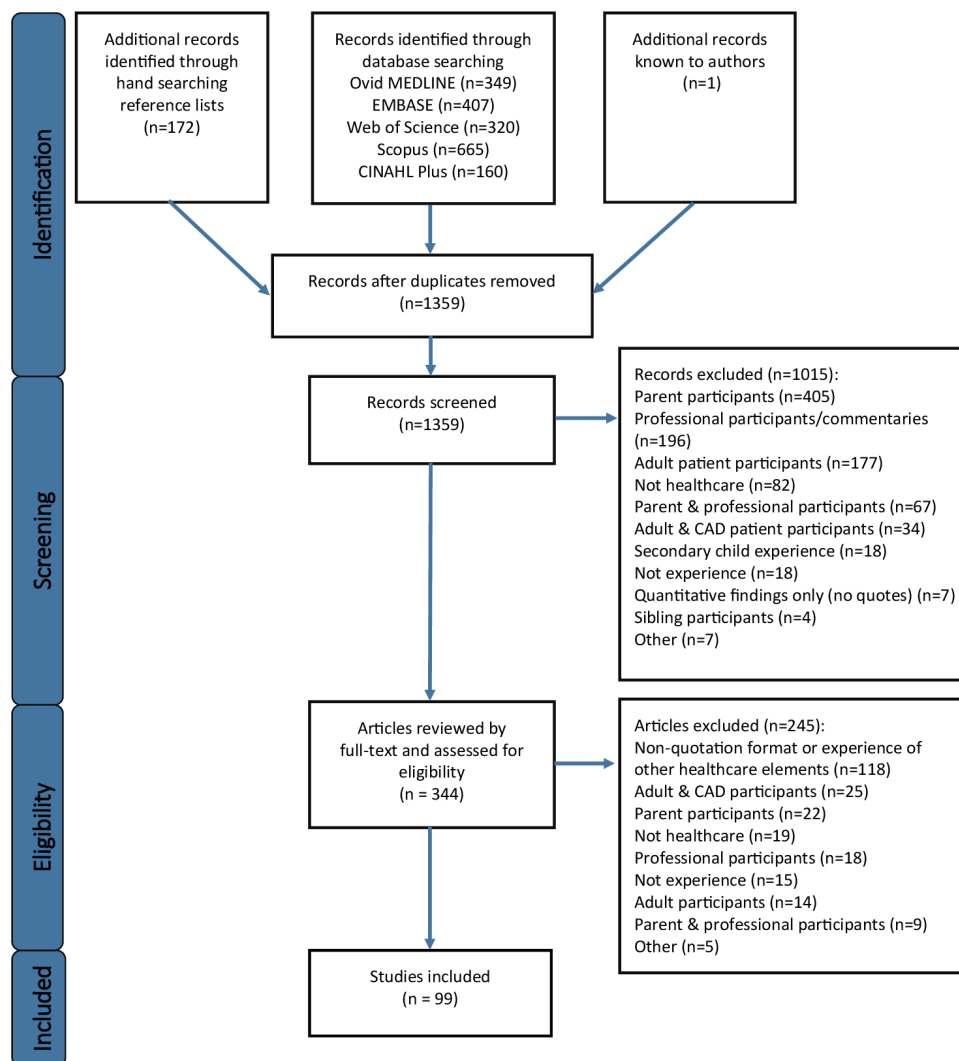 Identification
Additional records
identified through
hand searching
reference lists
(n=172)
Records identified through
database searching
Ovid MEDLINE (n=349)
EMBASE (n=407)
Web of Science (n=320)
Scopus (n=665)
CINAHL Plus (n=160)
Additional records
known to authors
(n=1)
Records after duplicates removed
(n=1359)
Screening
Records screened
(n=1359)
Records excluded (n=1015):
Parent participants (n=405)
Professional participants/commentaries
(n=196)
Adult patient participants (n=177)
Not healthcare (n=82)
Parent & professional participants (n=67)
Adult & CAD patient participants (n=34)
Secondary child experience (n=18)
Not experience (n=18)
Quantitative findings only (no quotes) (n=7)
Sibling participants (n=4)
Other (n=7)
Eligibility
Articles reviewed by
full-text and assessed for
eligibility
(n = 344)
Articles excluded (n=245):
Non-quotation format or experience of
other healthcare elements (n=118)
Adult & CAD participants (n=25)
Parent participants (n=22)
Not healthcare (n=19)
Professional participants (n=18)
Not experience (n=15)
Adult participants (n=14)
Parent & professional participants (n=9)
Other (n=5)
Included
Studies included
(n = 99)